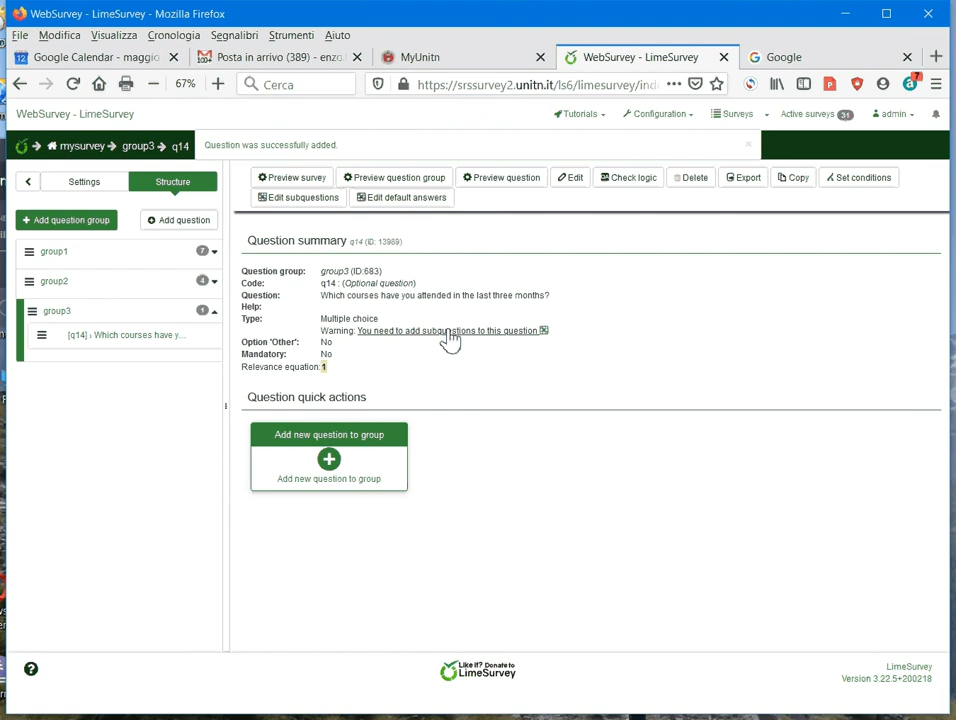 WebSurvey - LimeSurvey - Mozilla Firefox
File Modifica Visualizza Cronologia Segnalibri Strumenti Aiuto
12 Google Calendar - maggio
100+ Posta in arrivo (389) - enzo.l
MyUnito
WebSurvey - LimeSurvey
Google
67% Cerca https://srssurvey2.unitn.it/ls6/limesurvey/inde 7
WebSurvey - LimeSurvey Tutorials Configuration Surveys Active surveys 31 admin
mysurvey group3 q14 Question was successfully added.
Settings Structure
Preview survey Preview question group Preview question Edit Check logic Delete Export Copy Set conditions
Edit subquestions Edit default answers
Add question group Add question
group1 7
group2 4
group3 1
[q14] › Which courses have y...
Question summary q14 (ID: 13989)
Question group: group3 (ID:683)
Code: q14 : (Optional question)
Question: Which courses have you attended in the last three months?
Help:
Type: Multiple choice
Warning: You need to add subquestions to this question
Option 'Other': No
Mandatory: No
Relevance equation: 1
Question quick actions
Add new question to group
Add new question to group
Like it? Donate to
LimeSurvey
LimeSurvey
Version 3.22.5+200218